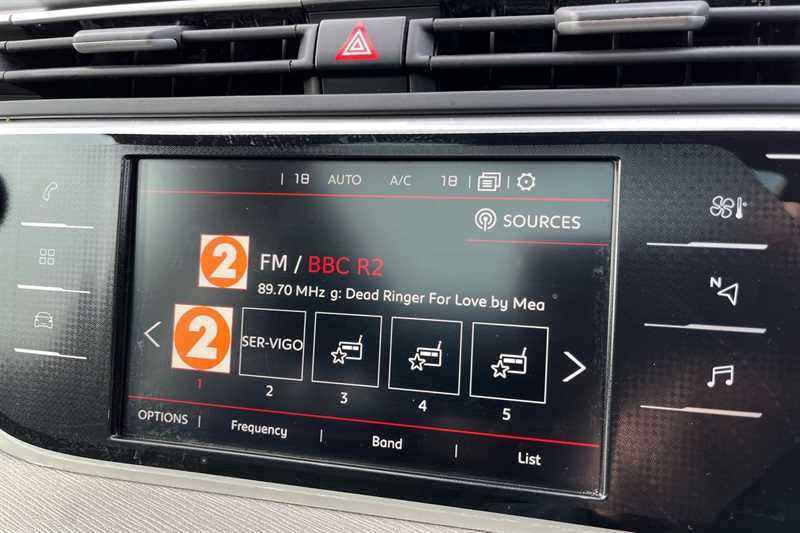 18 AUTO A/C 18
SOURCES
2 FM / BBC R2
89.70 MHz g: Dead Ringer For Love by Mea
2 SER-VIGO
1 2 3 4 5
OPTIONS Frequency Band List
N